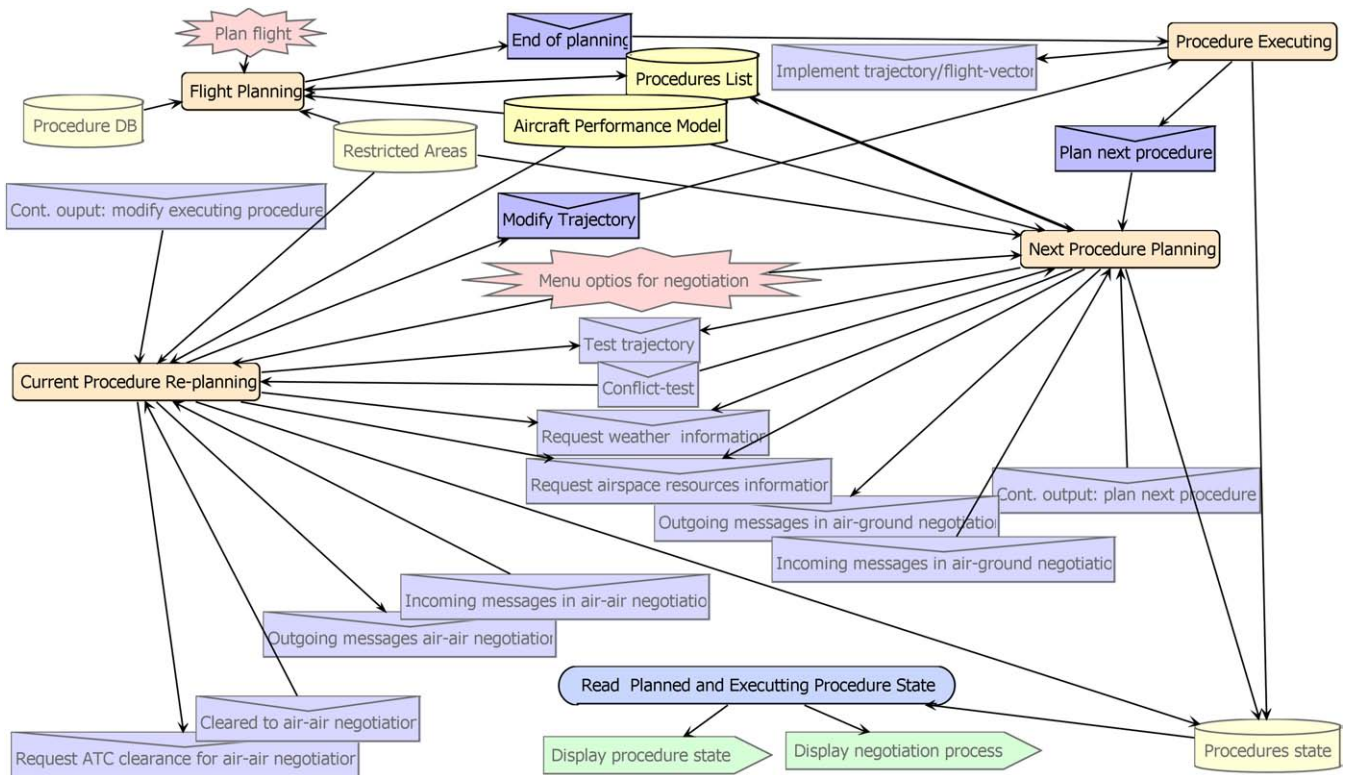 Plan flight
End of planning
Procedure Executing
Implement trajectory/flight-vector
Procedures List
Flight Planning
Procedure DB
Aircraft Performance Model
Restricted Areas
Plan next procedure
Cont. ouput: modify executing procedure
Modify Trajectory
Next Procedure Planning
Menu optios for negotiation
Test trajectory
Current Procedure Re-planning
Conflict-test
Request weather information
Request airspace resources information
Cont. output: plan next procedure
Outgoing messages in air-ground negotiation
Incoming messages in air-ground negotiatio
Incoming messages in air-air negotiatio
Outgoing messages air-air negotiation
Read Planned and Executting Procedure State
Cleared to air-air negotiation
Request ATC clearance for air-air negotiation
Display procedure state
Display negotiation process
Procedures state